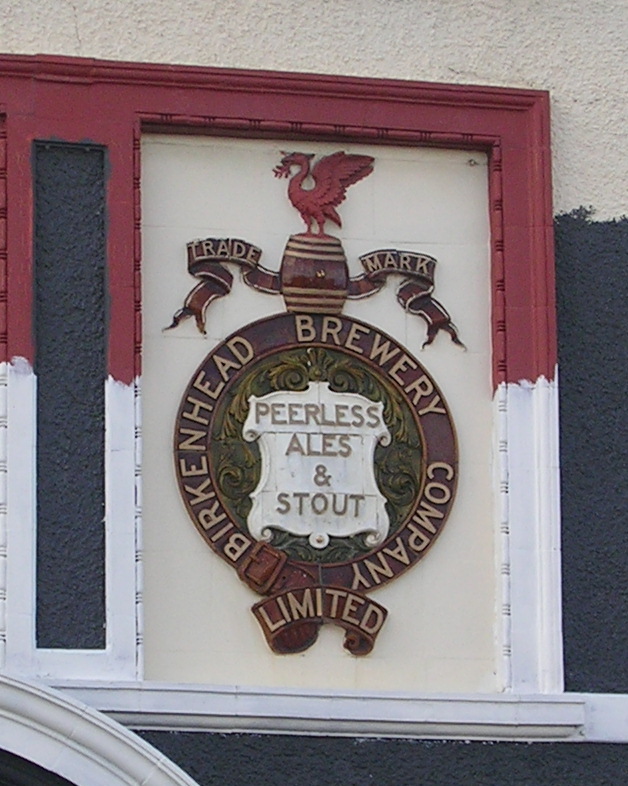 TRADE MARK
BIRKENHEAD BREWERY COMPANY
PEERLESS
ALES
&
STOUT
LIMITED